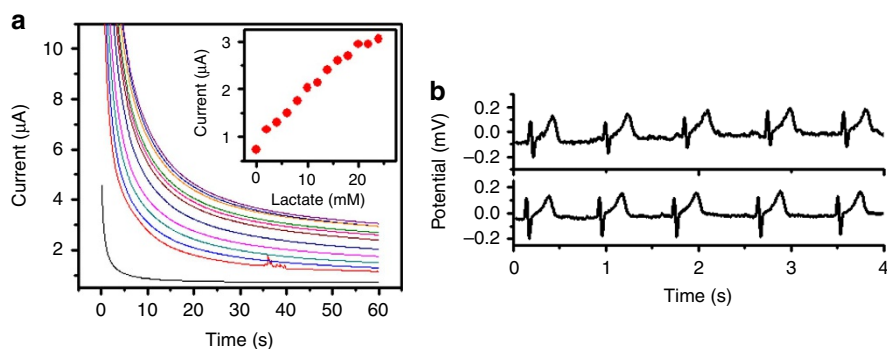 a
10
8
6
4
2
Current (μA)
0 10 20 30 40 50 60
Time (s)
3
2
1
Current (μA)
0 10 20
Lactate (mM)
b
0.2
0.0
−0.2
0.2
0.0
−0.2
Potential (mV)
0 1 2 3 4
Time (s)